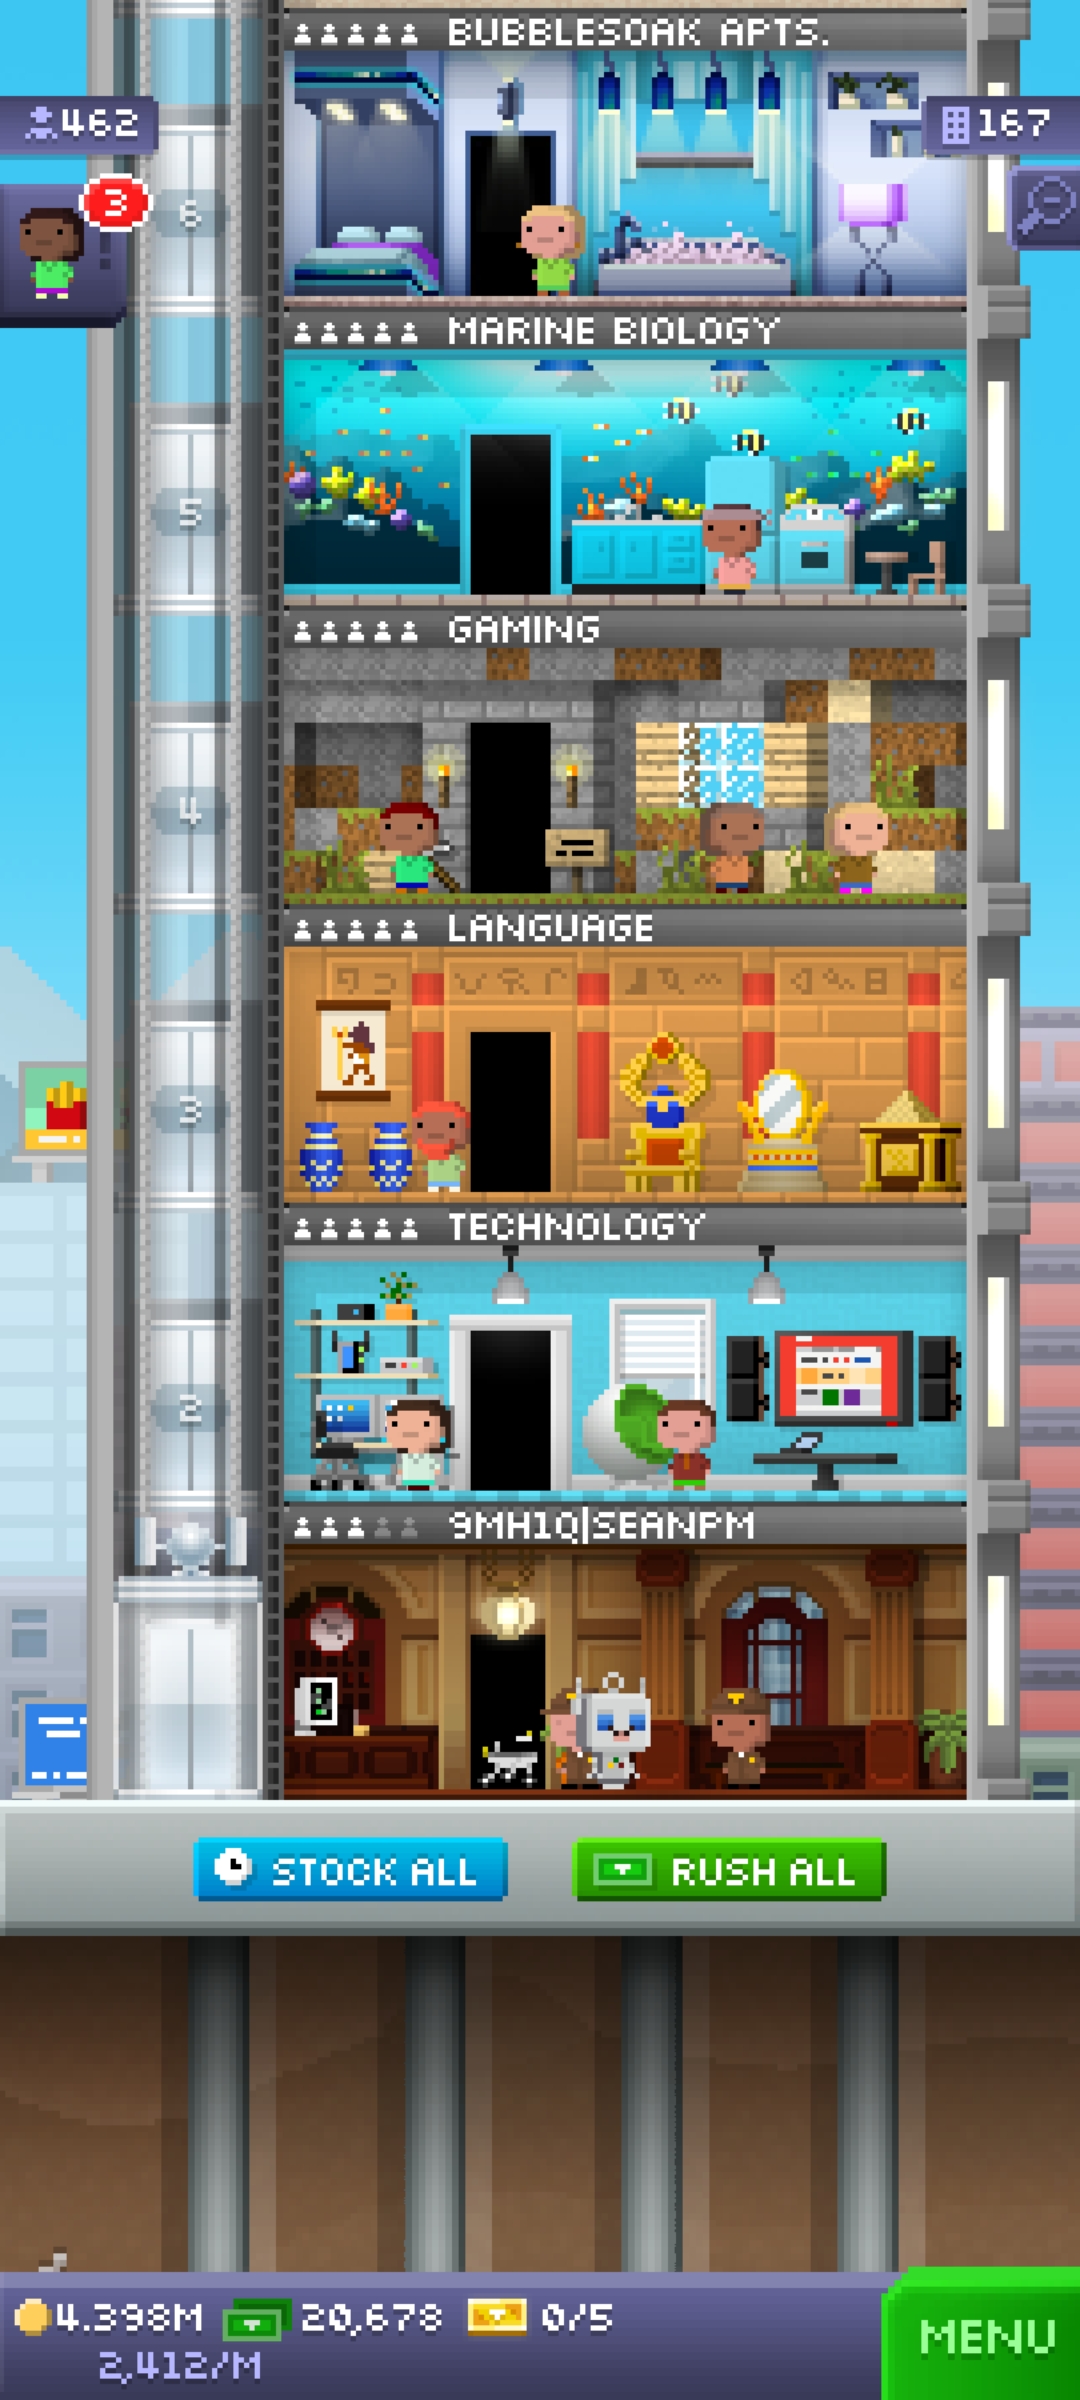 BUBBLESOAK APTS.
462
167
3
6
MARINE BIOLOGY
5
GAMING
4
LANGUAGE
3
TECHNOLOGY
2
9MH1Q|SEANPM
STOCK ALL
RUSH ALL
4.398M
20,678
0/5
2,412/M
MENU